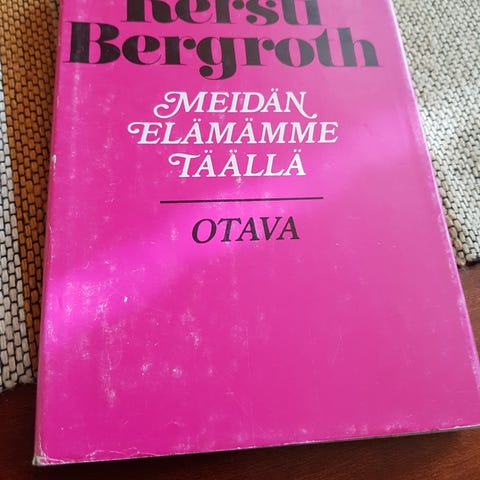 Kersti
Bergroth
MEIDÄN
ELÄMÄMME
TÄÄLLÄ
OTAVA